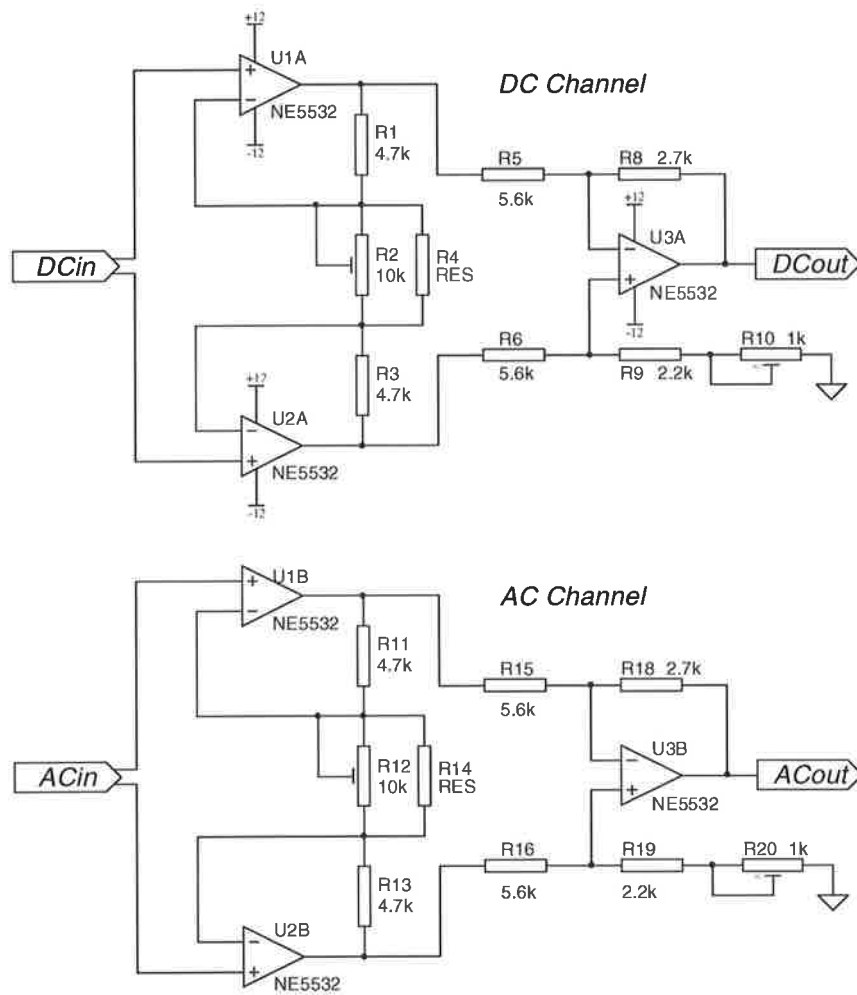 +12
U1A
+
−
NE5532
-12
DC Channel
R1
4.7k
R5
5.6k
R8 2.7k
+12
U3A
−
+
NE5532
-12
DCin
R2
10k
R4
RES
DCout
R3
4.7k
R6
5.6k
R9 2.2k
R10 1k
+12
U2A
−
+
NE5532
-12
U1B
+
−
NE5532
AC Channel
R11
4.7k
R15
5.6k
R18 2.7k
U3B
−
+
NE5532
ACin
R12
10k
R14
RES
ACout
R13
4.7k
R16
5.6k
R19
2.2k
R20 1k
U2B
−
+
NE5532